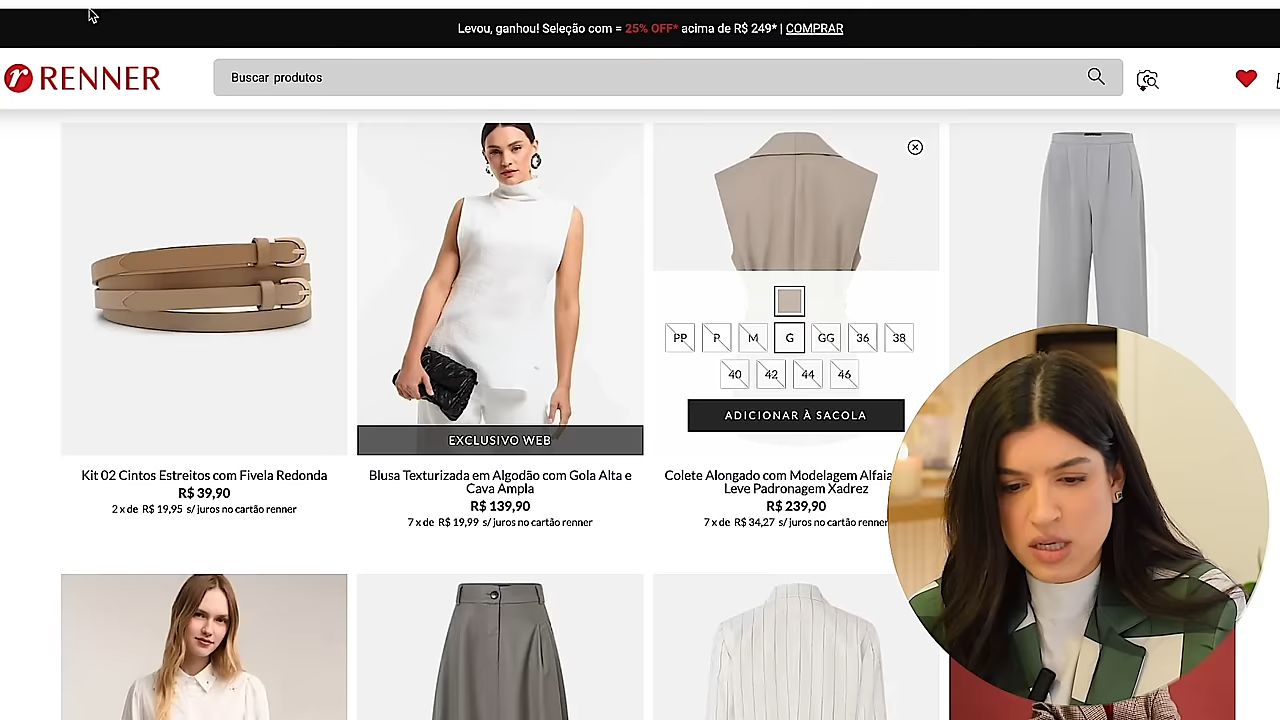 Levou, ganhou! Seleção com = 25% OFF* acima de R$ 249* | COMPRAR
r RENNER
Buscar produtos
PP P M G GG 36 38
40 42 44 46
ADICIONAR À SACOLA
EXCLUSIVO WEB
Kit 02 Cintos Estreitos com Fivela Redonda
R$ 39,90
2 x de R$ 19,95 s/ juros no cartão renner
Blusa Texturizada em Algodão com Gola Alta e
Cava Ampla
R$ 139,90
7 x de R$ 19,99 s/ juros no cartão renner
Colete Alongado com Modelagem Alfaia
Leve Padronagem Xadrez
R$ 239,90
7 x de R$ 34,27 s/ juros no cartão renner